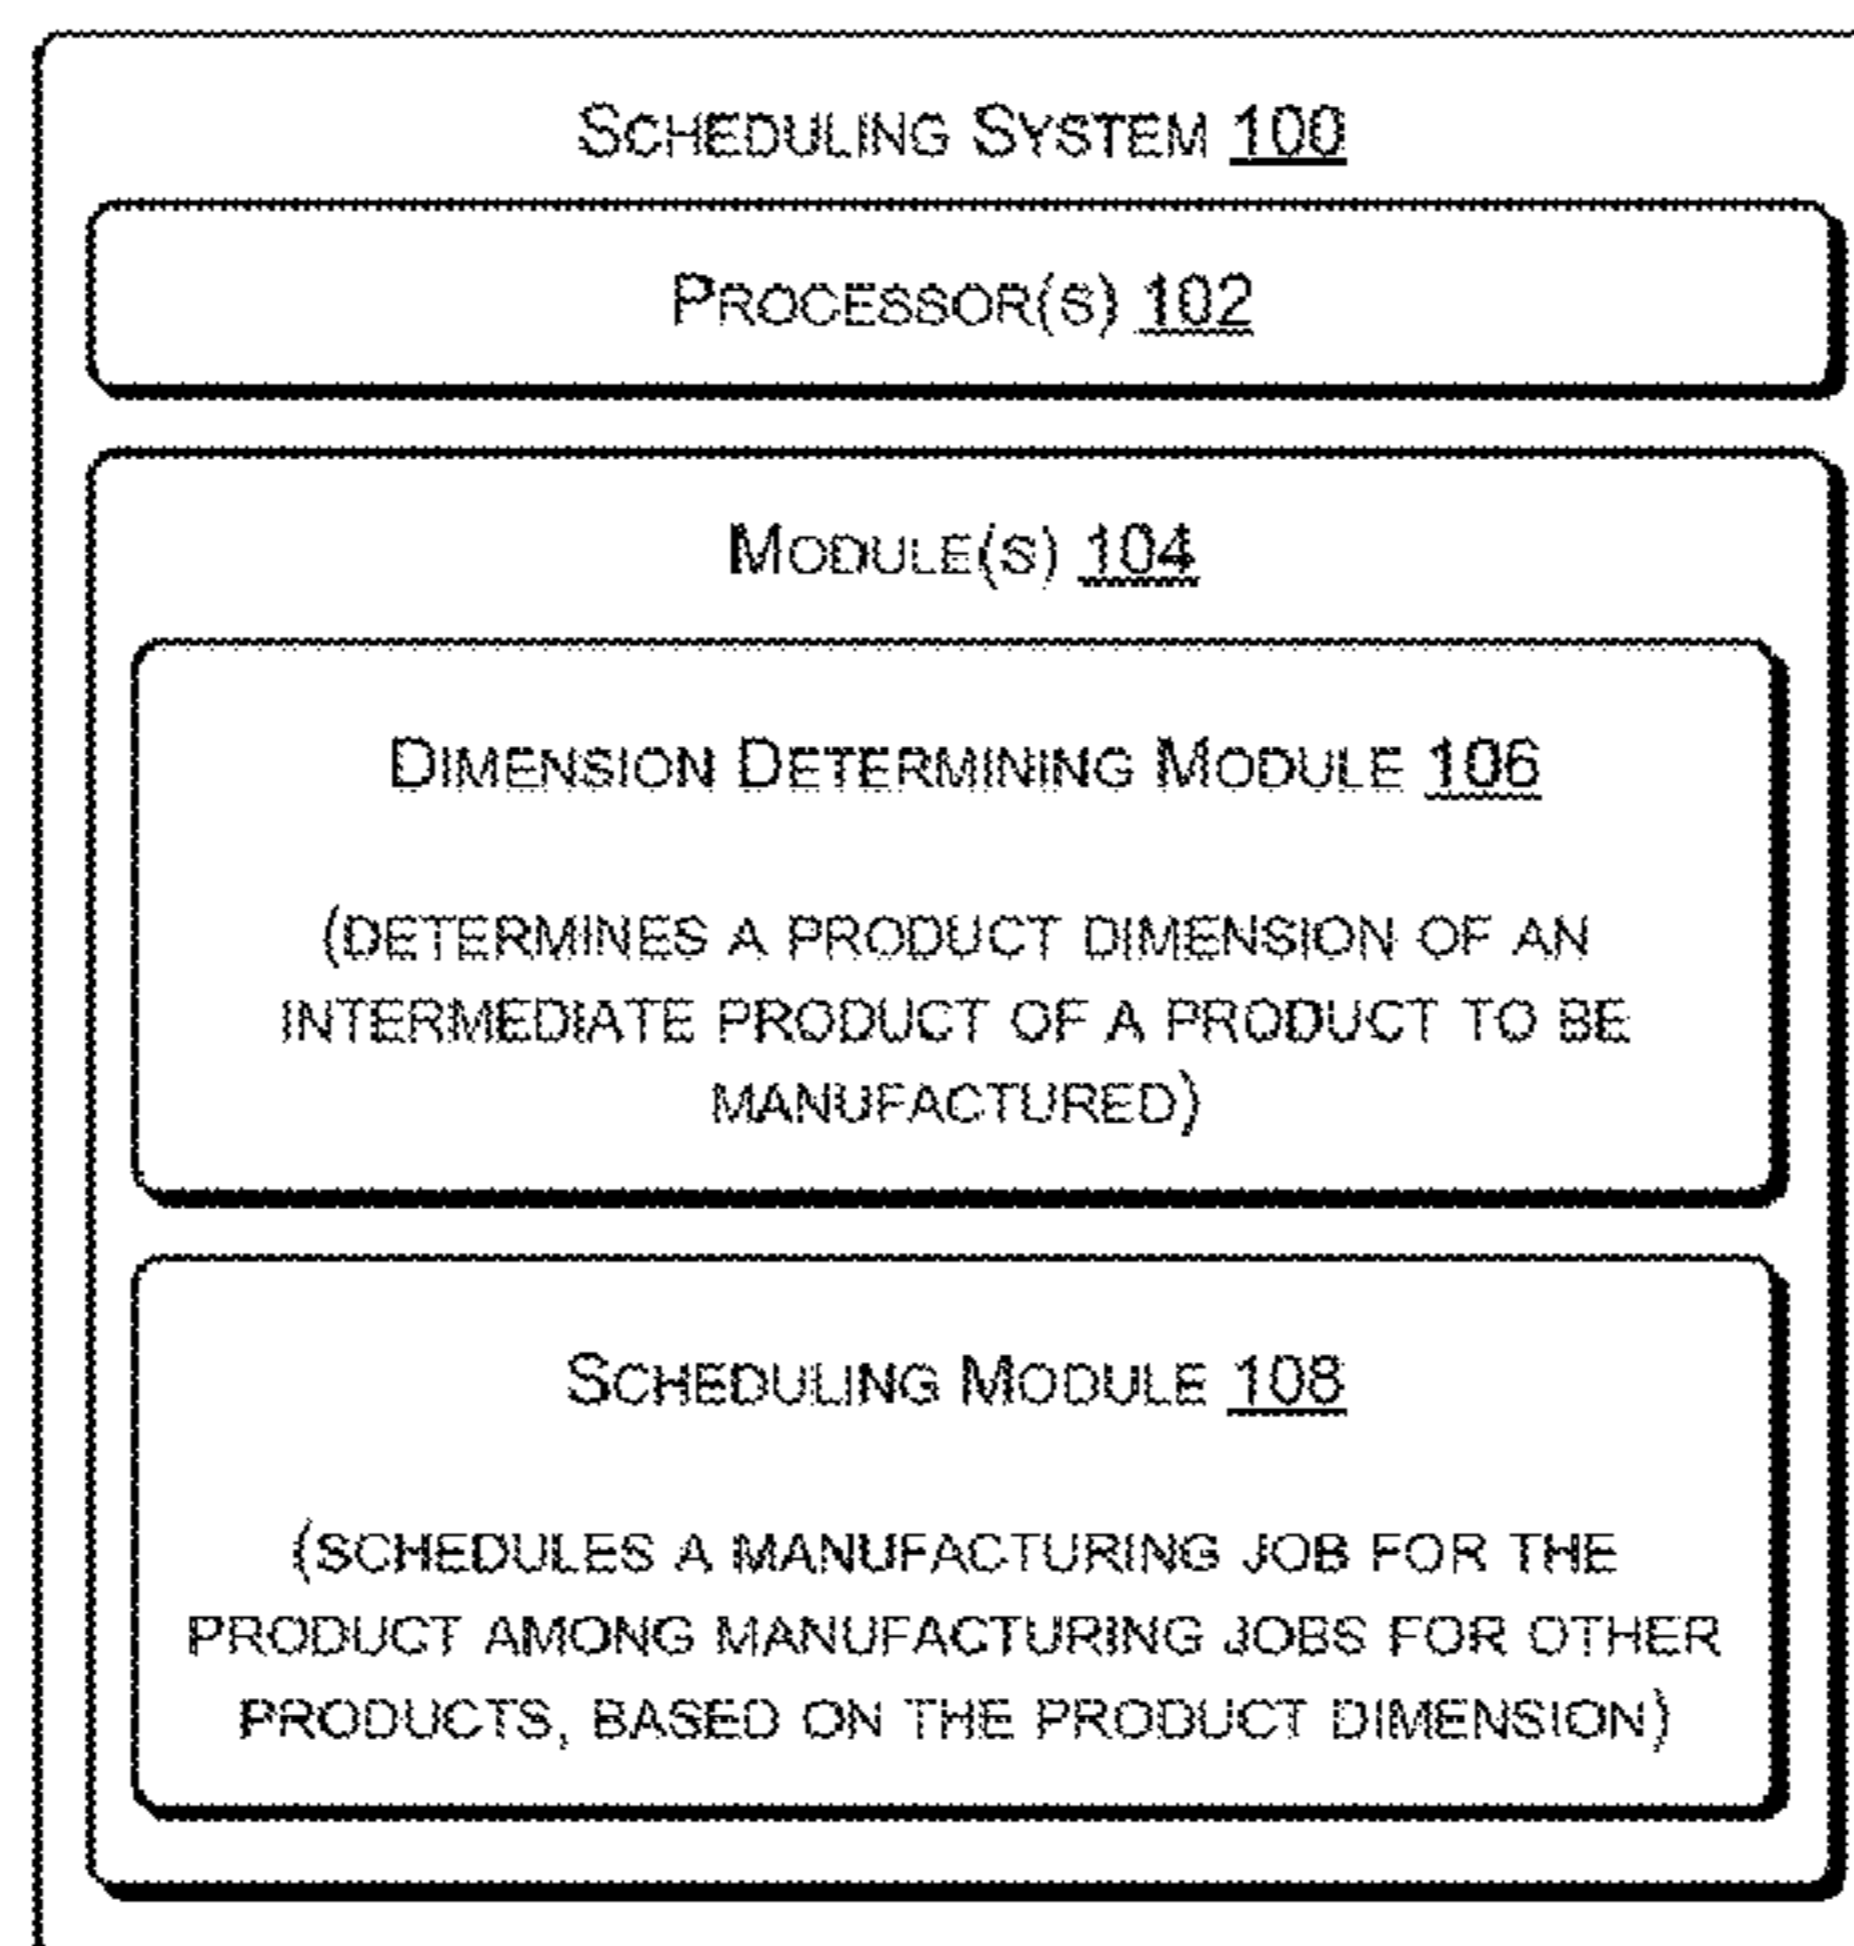 SCHEDULING SYSTEM 100
PROCESSOR(S) 102
MODULE(S) 104
DIMENSION DETERMINING MODULE 106
(DETERMINES A PRODUCT DIMENSION OF AN
INTERMEDIATE PRODUCT OF A PRODUCT TO BE
MANUFACTURED)
SCHEDULING MODULE 108
(SCHEDULES A MANUFACTURING JOB FOR THE
PRODUCT AMONG MANUFACTURING JOBS FOR OTHER
PRODUCTS, BASED ON THE PRODUCT DIMENSION)